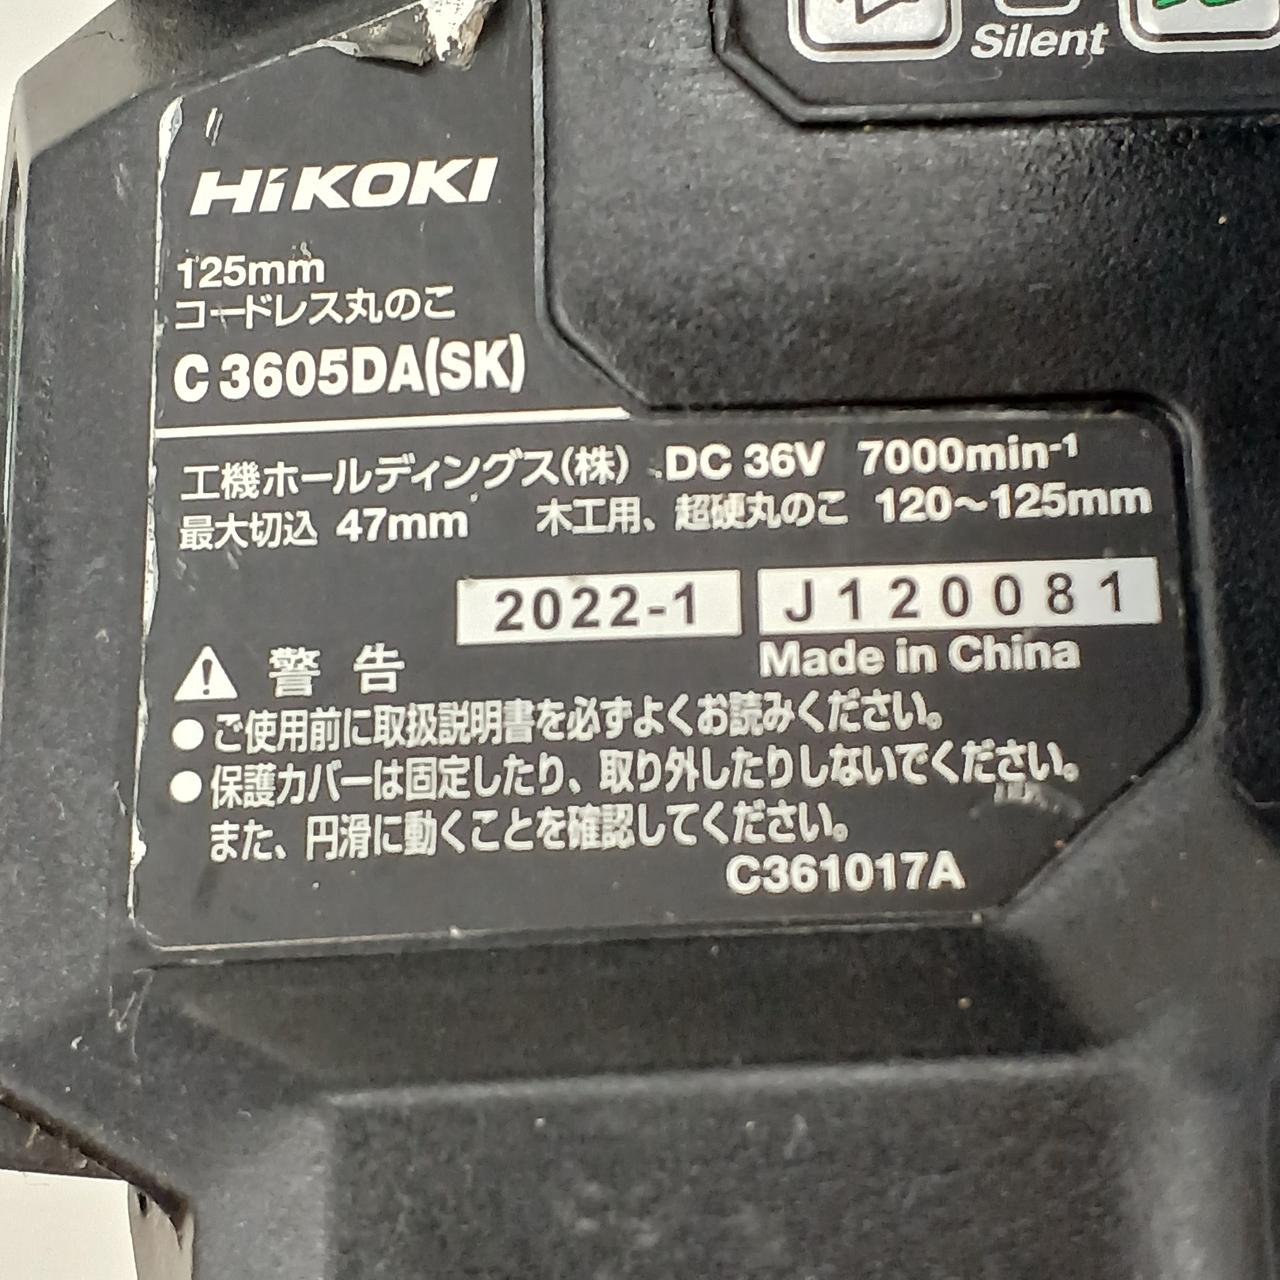 Silent
HiKOKI
125mm
コードレス丸のこ
C 3605DA(SK)
工機ホールディングス(株) DC 36V 7000min-1
最大切込 47mm 木工用、超硬丸のこ 120～125mm
2022-1 J120081
Made in China
警告
●ご使用前に取扱説明書を必ずよくお読みください。
●保護カバーは固定したり、取り外したりしないでください。
また、円滑に動くことを確認してください。
C361017A